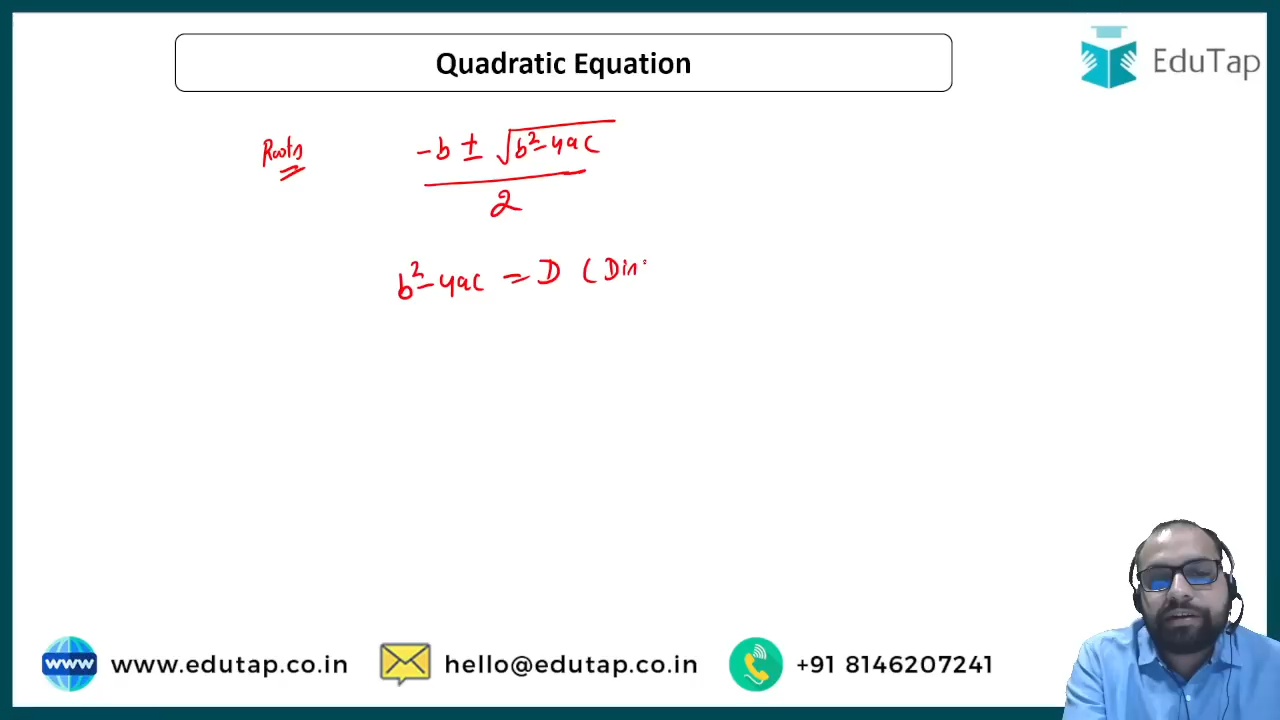 Quadratic Equation
EduTap
Roots
-b ± √b²-4ac
2
b²-4ac = D (Dis
www.edutap.co.in
hello@edutap.co.in
+91 8146207241
www